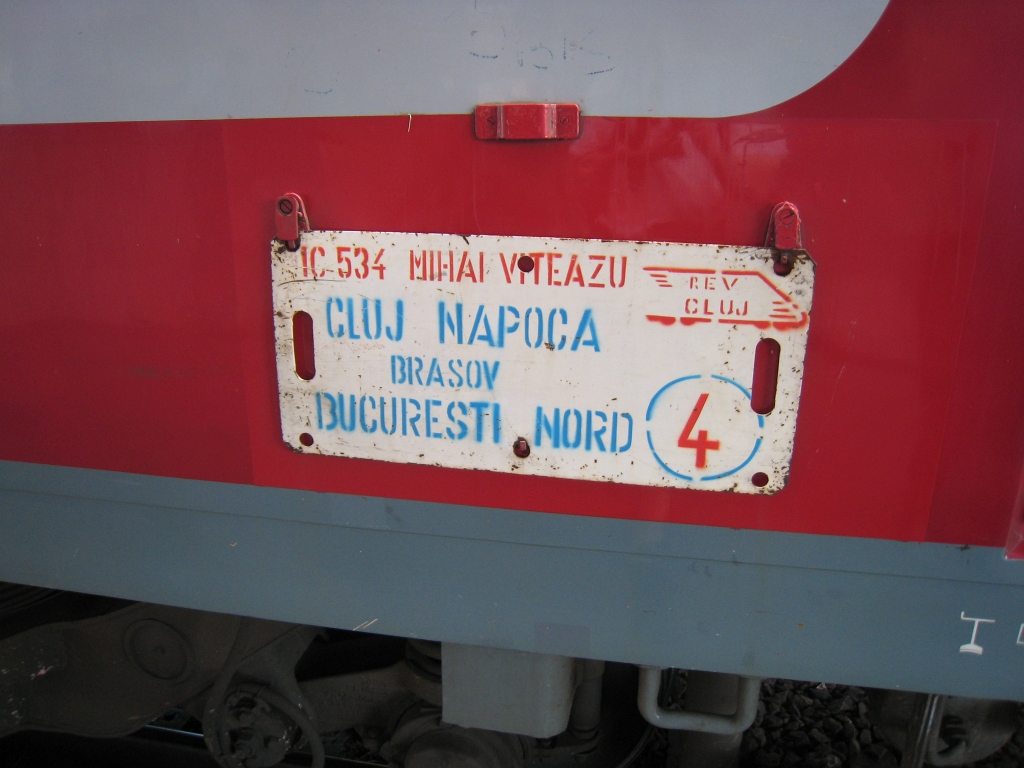 IC 534 MIHAI VITEAZU
REV
CLUJ
CLUJ NAPOCA
BRASOV
BUCURESTI NORD
4